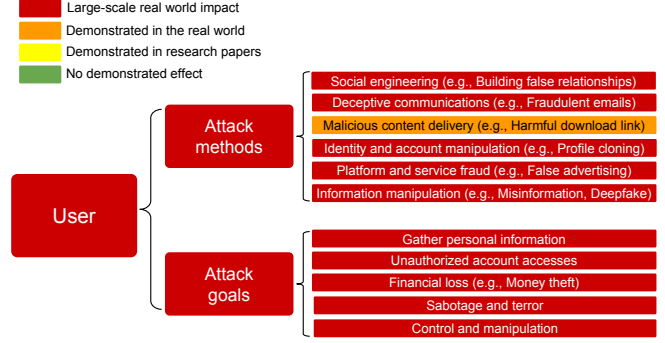 Large-scale real world impact
Demonstrated in the real world
Demonstrated in research papers
No demonstrated effect
User
Attack
methods
Social engineering (e.g., Building false relationships)
Deceptive communications (e.g., Fraudulent emails)
Malicious content delivery (e.g., Harmful download link)
Identity and account manipulation (e.g., Profile cloning)
Platform and service fraud (e.g., False advertising)
Information manipulation (e.g., Misinformation, Deepfake)
Attack
goals
Gather personal information
Unauthorized account accesses
Financial loss (e.g., Money theft)
Sabotage and terror
Control and manipulation